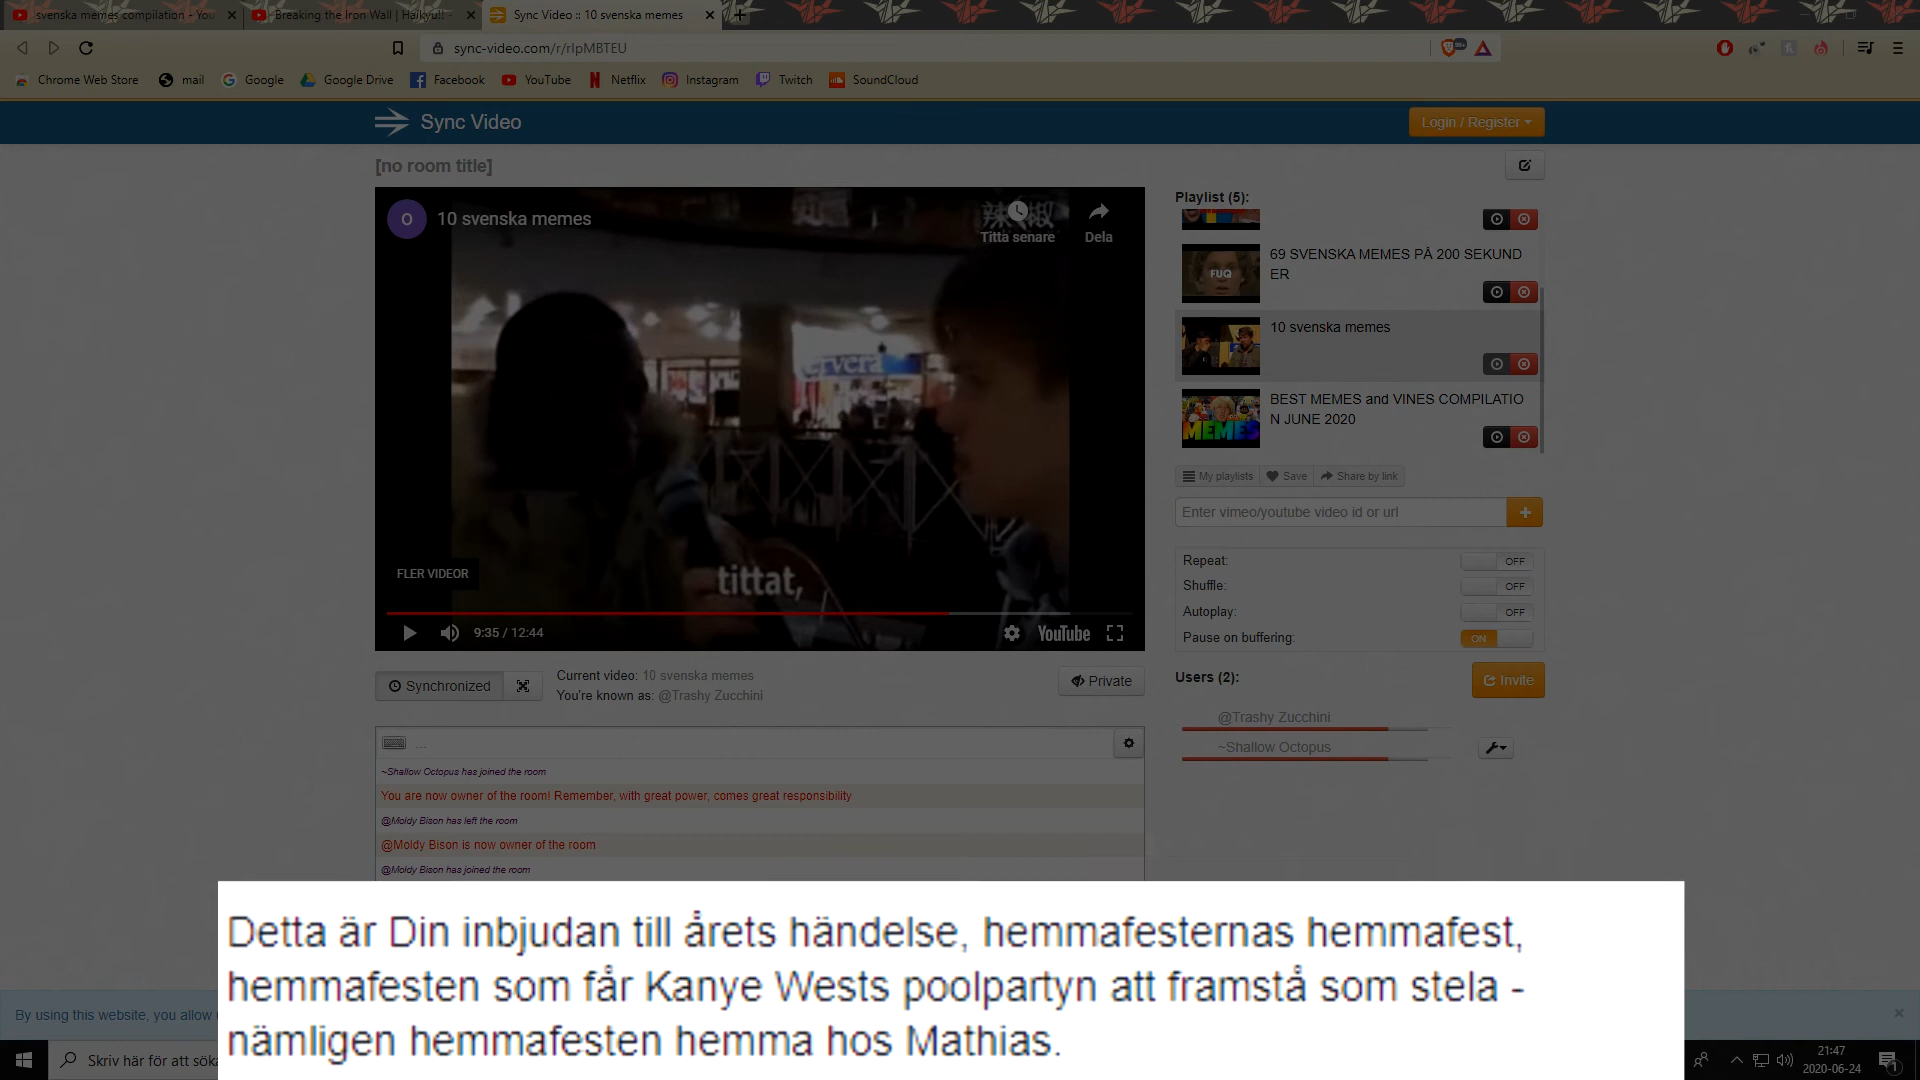 svenska memes compilation - You
Breaking the Iron Wall | Haikyu!! -
Sync Video :: 10 svenska memes
sync-video.com/r/rIpMBTEU
99+
Chrome Web Store
mail
Google
Google Drive
Facebook
YouTube
Netflix
Instagram
Twitch
SoundCloud
Sync Video
Login / Register
[no room title]
O
10 svenska memes
辣椒
Titta senare
Dela
ervera
tittat,
FLER VIDEOR
9:35 / 12:44
YouTube
Playlist (5):
FUQ
69 SVENSKA MEMES PÅ 200 SEKUND
ER
10 svenska memes
MEMES
BEST MEMES and VINES COMPILATIO
N JUNE 2020
My playlists
Save
Share by link
Enter vimeo/youtube video id or url
Repeat:
OFF
Shuffle:
OFF
Autoplay:
OFF
Pause on buffering:
ON
Synchronized
Current video: 10 svenska memes
You're known as: @Trashy Zucchini
Private
Users (2):
Invite
@Trashy Zucchini
~Shallow Octopus
...
~Shallow Octopus has joined the room
You are now owner of the room! Remember, with great power, comes great responsibility
@Moldy Bison has left the room
@Moldy Bison is now owner of the room
@Moldy Bison has joined the room
Detta är Din inbjudan till årets händelse, hemmafesternas hemmafest,
hemmafesten som får Kanye Wests poolpartyn att framstå som stela -
nämligen hemmafesten hemma hos Mathias.
By using this website, you allow
Skriv här för att söka
21:47
2020-06-24
1